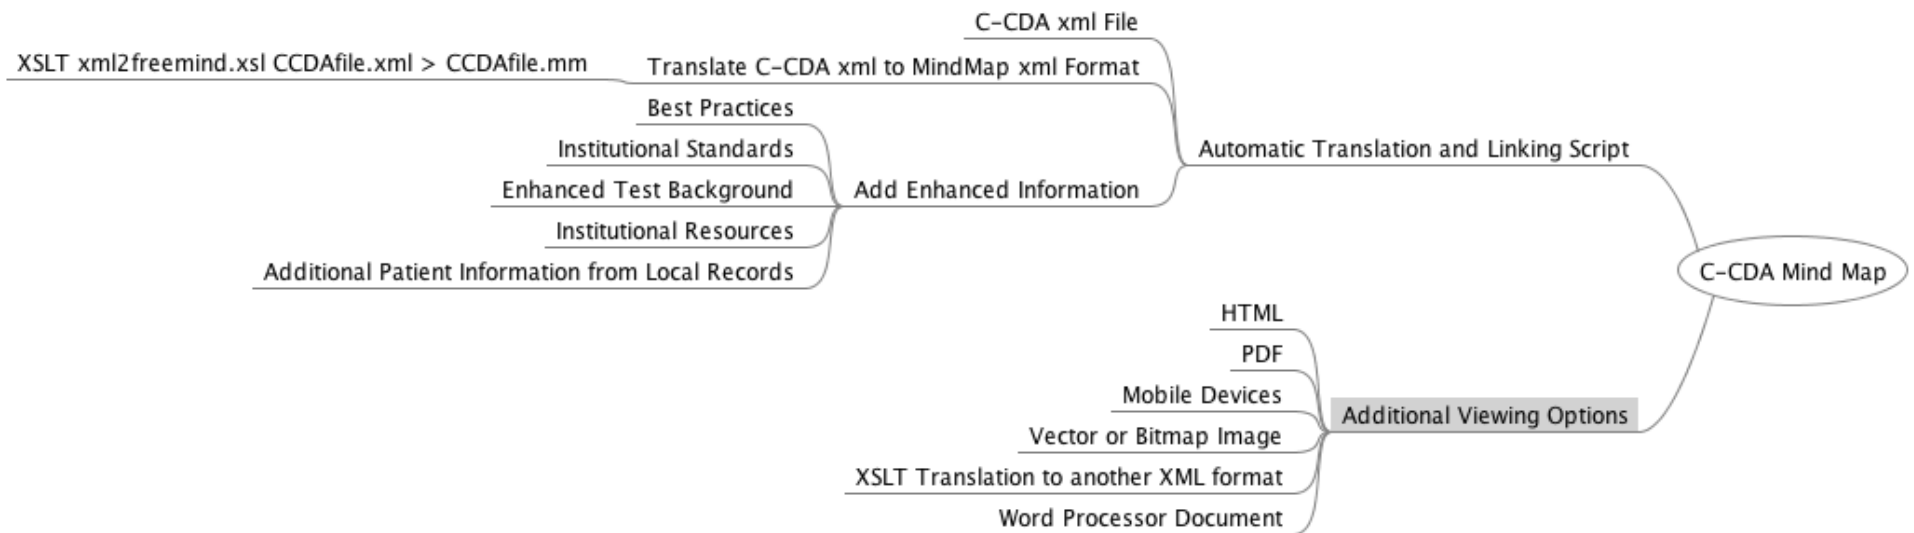 C-CDA xml File
XSLT xml2freemind.xsl CCDAfile.xml > CCDAfile.mm
Translate C-CDA xml to MindMap xml Format
Best Practices
Institutional Standards
Automatic Translation and Linking Script
Enhanced Test Background
Add Enhanced Information
Institutional Resources
Additional Patient Information from Local Records
C-CDA Mind Map
HTML
PDF
Mobile Devices
Additional Viewing Options
Vector or Bitmap Image
XSLT Translation to another XML format
Word Processor Document